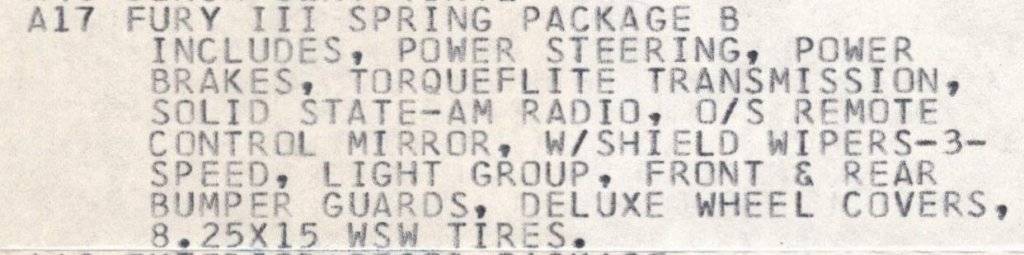 A17 FURY III SPRING PACKAGE B
INCLUDES, POWER STEERING, POWER
BRAKES, TORQUEFLITE TRANSMISSION,
SOLID STATE-AM RADIO, O/S REMOTE
CONTROL MIRROR, W/SHIELD WIPERS-3-
SPEED, LIGHT GROUP, FRONT & REAR
BUMPER GUARDS, DELUXE WHEEL COVERS,
8.25X15 WSW TIRES.